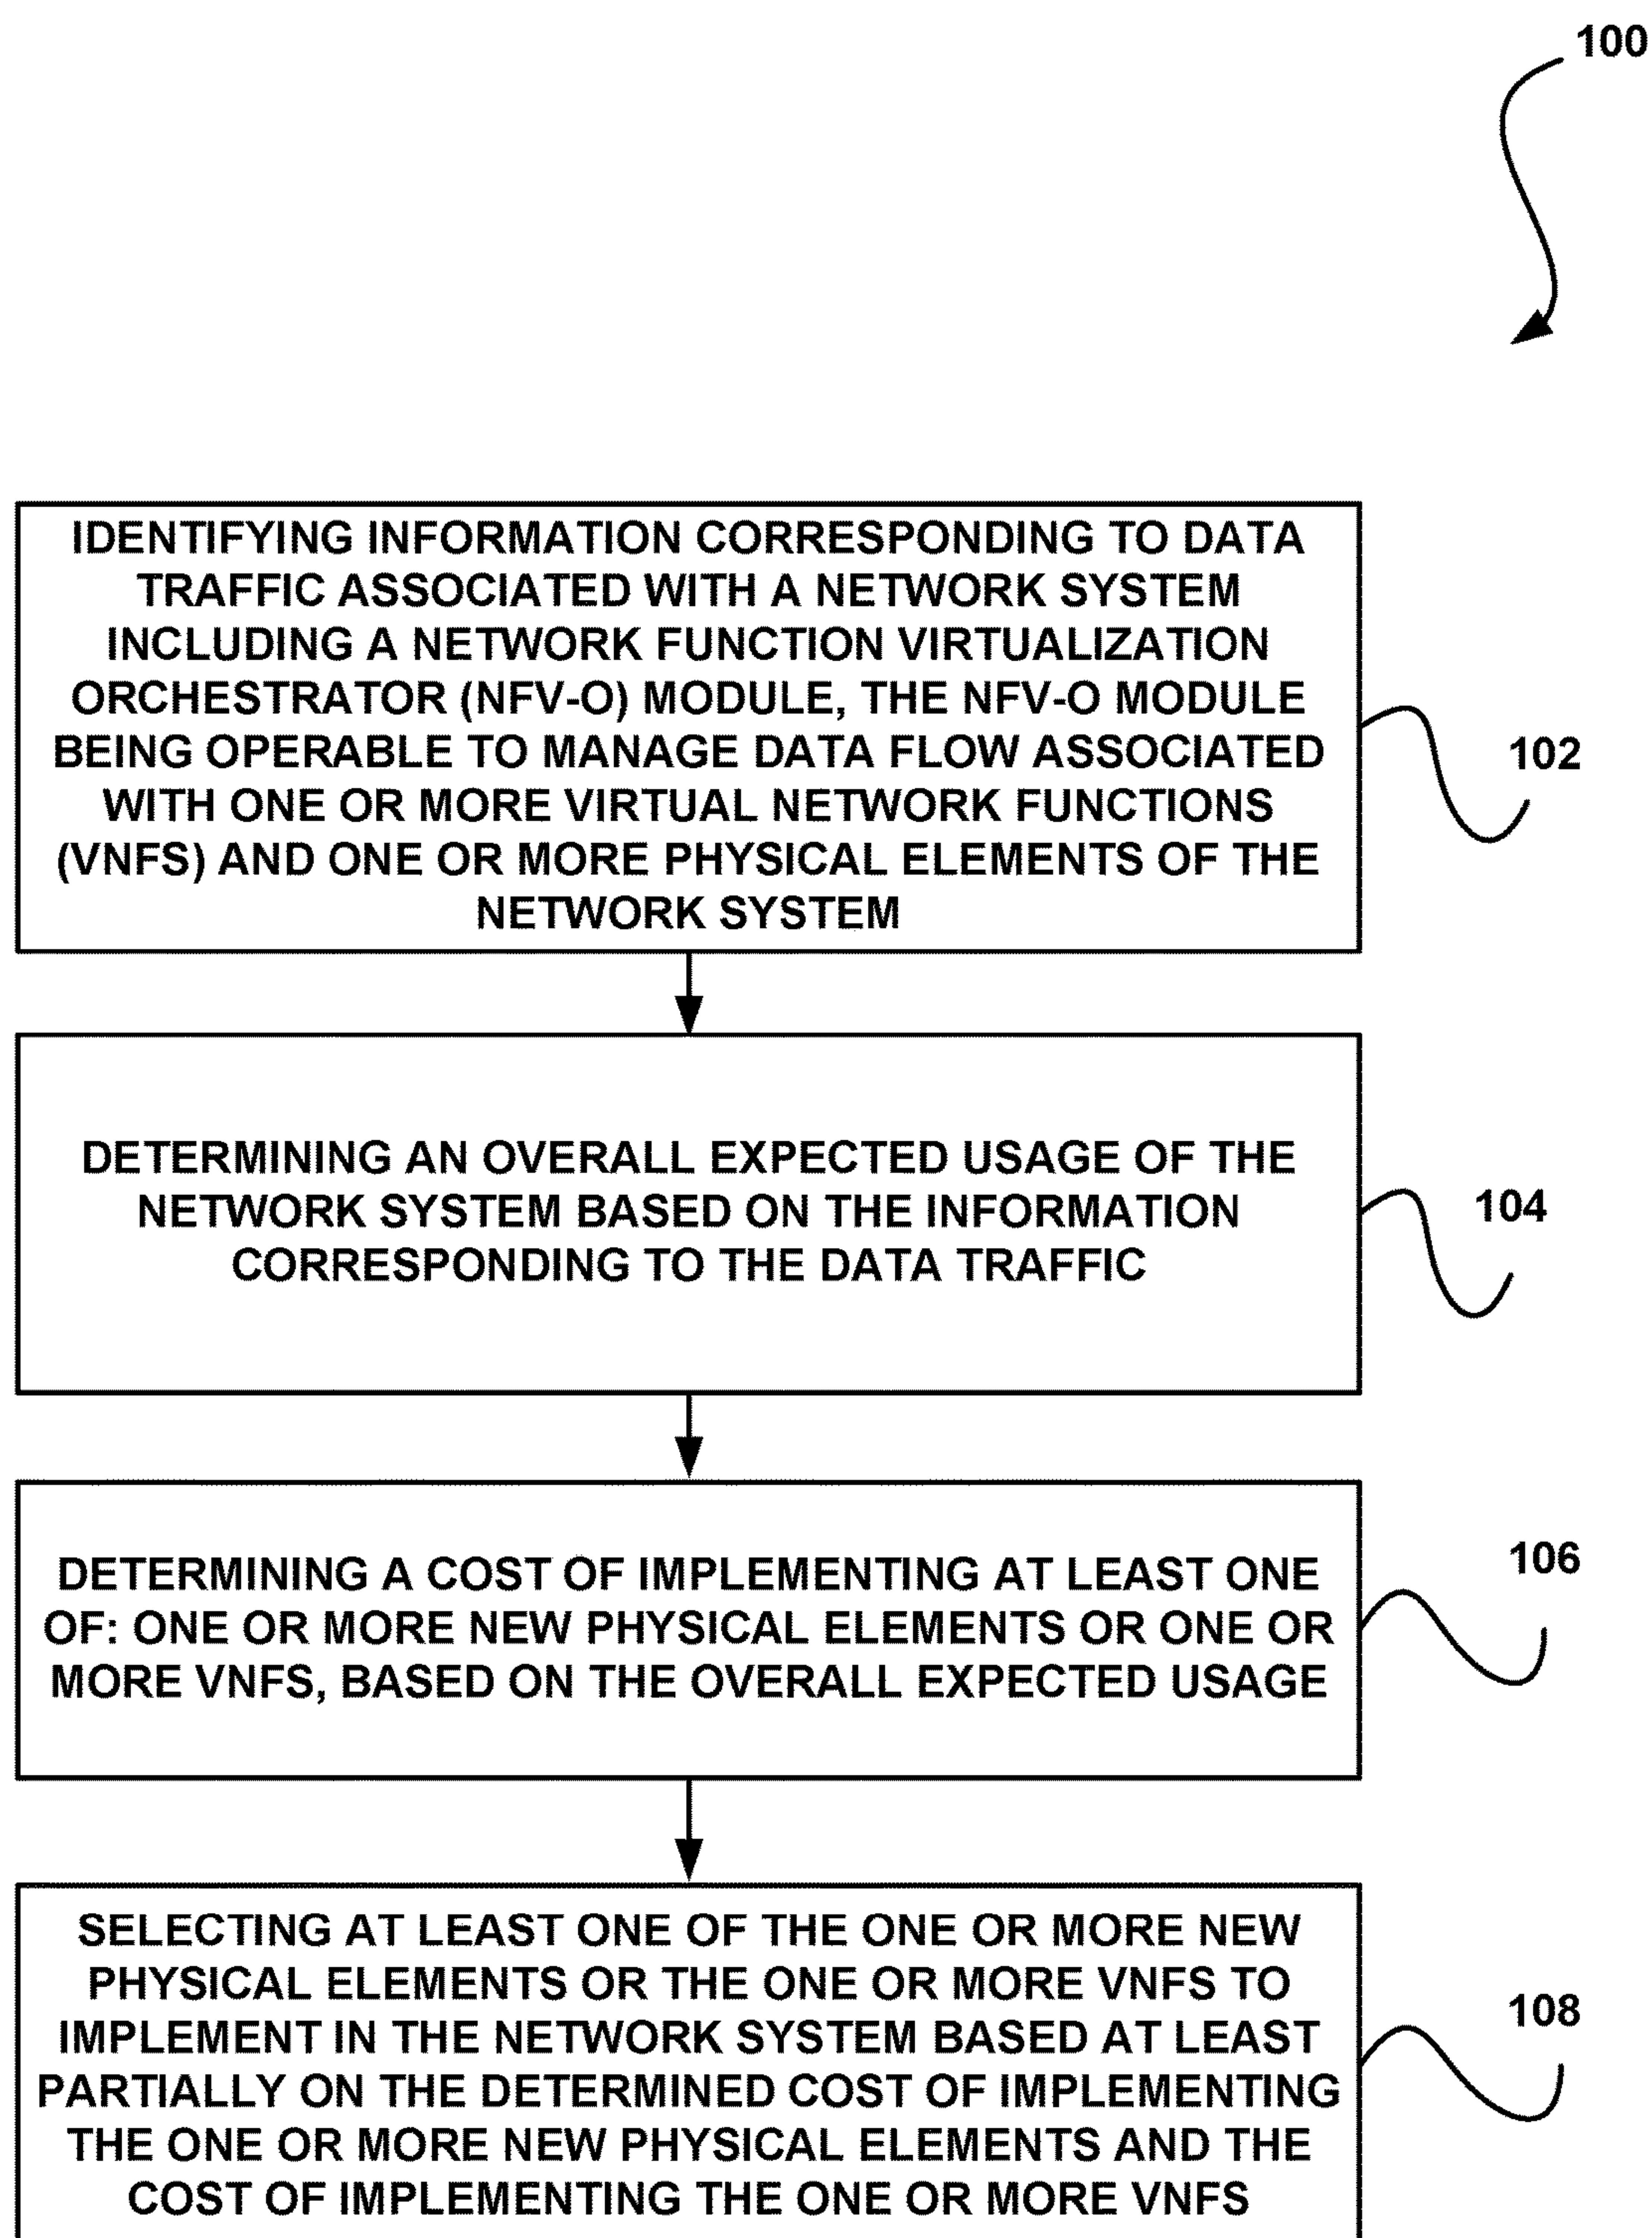 100
IDENTIFYING INFORMATION CORRESPONDING TO DATA
TRAFFIC ASSOCIATED WITH A NETWORK SYSTEM
INCLUDING A NETWORK FUNCTION VIRTUALIZATION
ORCHESTRATOR (NFV-O) MODULE, THE NFV-O MODULE
BEING OPERABLE TO MANAGE DATA FLOW ASSOCIATED
WITH ONE OR MORE VIRTUAL NETWORK FUNCTIONS
(VNFS) AND ONE OR MORE PHYSICAL ELEMENTS OF THE
NETWORK SYSTEM
102
DETERMINING AN OVERALL EXPECTED USAGE OF THE
NETWORK SYSTEM BASED ON THE INFORMATION
CORRESPONDING TO THE DATA TRAFFIC
104
DETERMINING A COST OF IMPLEMENTING AT LEAST ONE
OF: ONE OR MORE NEW PHYSICAL ELEMENTS OR ONE OR
MORE VNFS, BASED ON THE OVERALL EXPECTED USAGE
106
SELECTING AT LEAST ONE OF THE ONE OR MORE NEW
PHYSICAL ELEMENTS OR THE ONE OR MORE VNFS TO
IMPLEMENT IN THE NETWORK SYSTEM BASED AT LEAST
PARTIALLY ON THE DETERMINED COST OF IMPLEMENTING
THE ONE OR MORE NEW PHYSICAL ELEMENTS AND THE
COST OF IMPLEMENTING THE ONE OR MORE VNFS
108